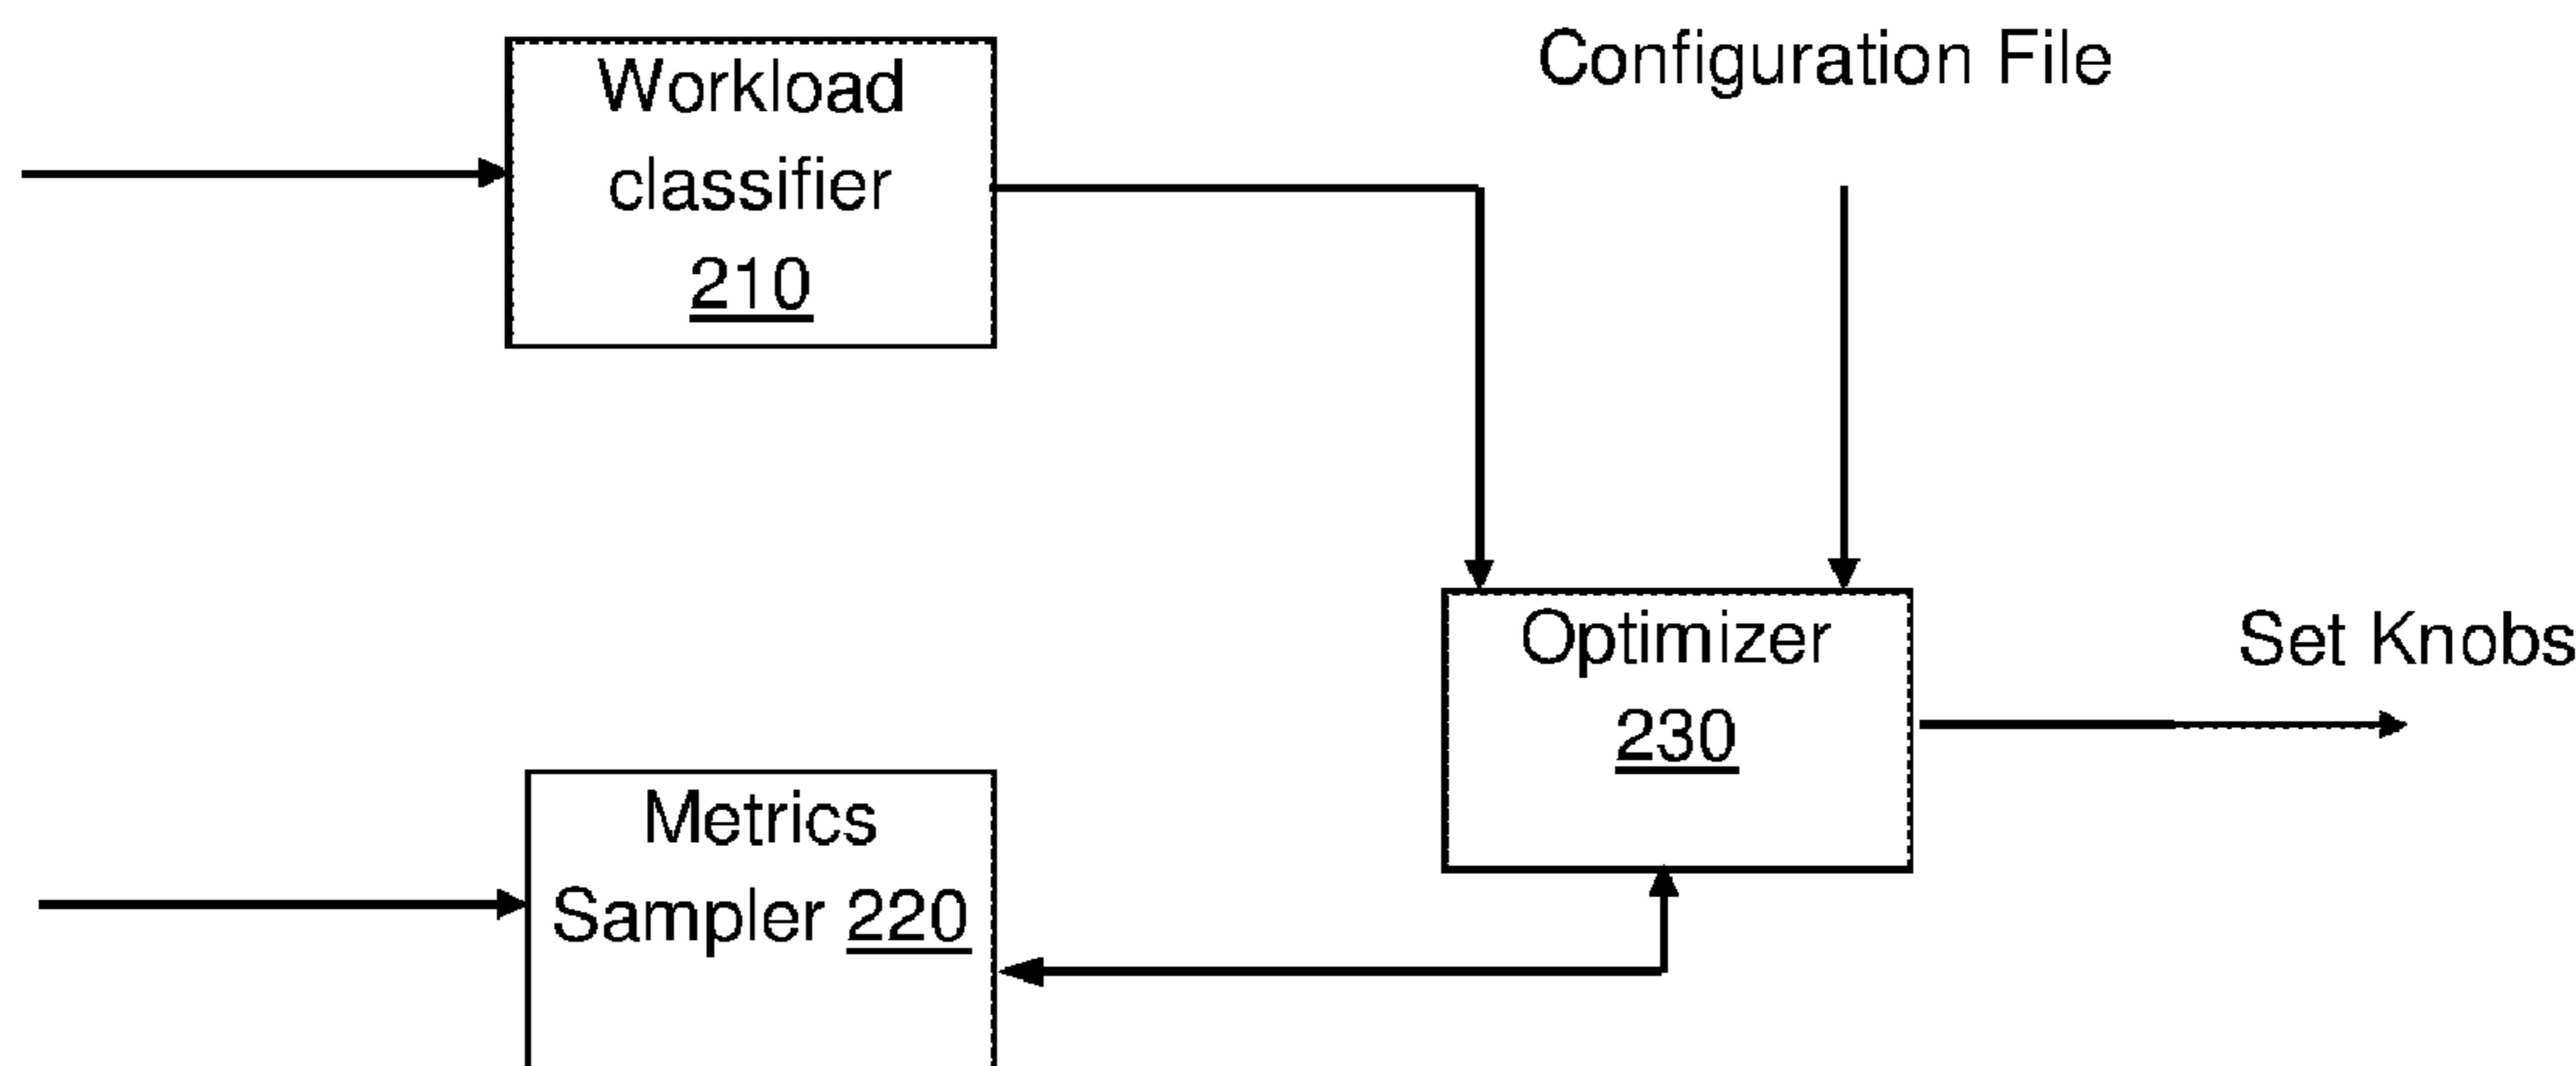 Workload
classifier
210
Configuration File
Optimizer
230
Set Knobs
Metrics
Sampler 220